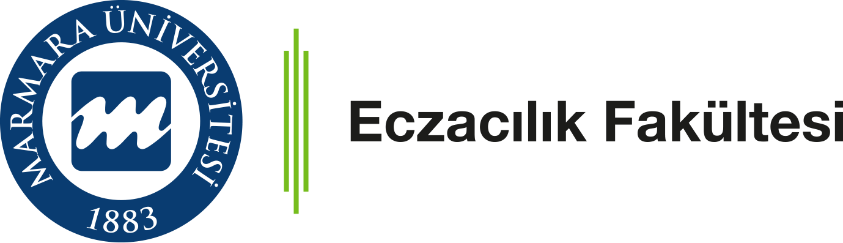 MARMARA ÜNİVERSİTESİ
1883
Eczacılık Fakültesi